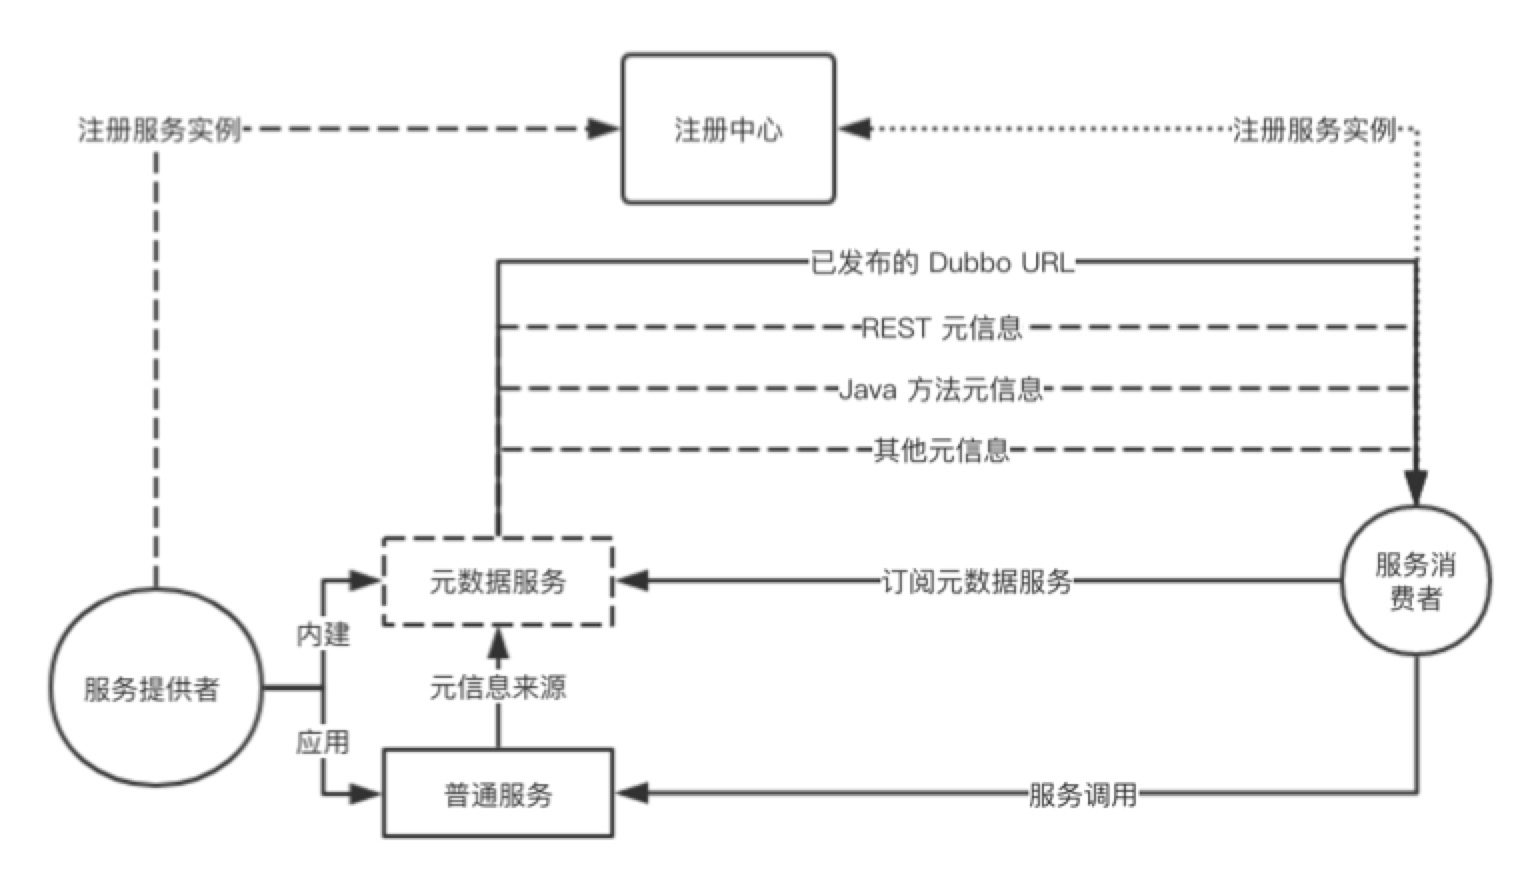 注册服务实例
注册中心
注册服务实例
已发布的 Dubbo URL
REST 元信息
Java 方法元信息
其他元信息
元数据服务
订阅元数据服务
服务消
费者
内建
服务提供者
元信息来源
应用
普通服务
服务调用